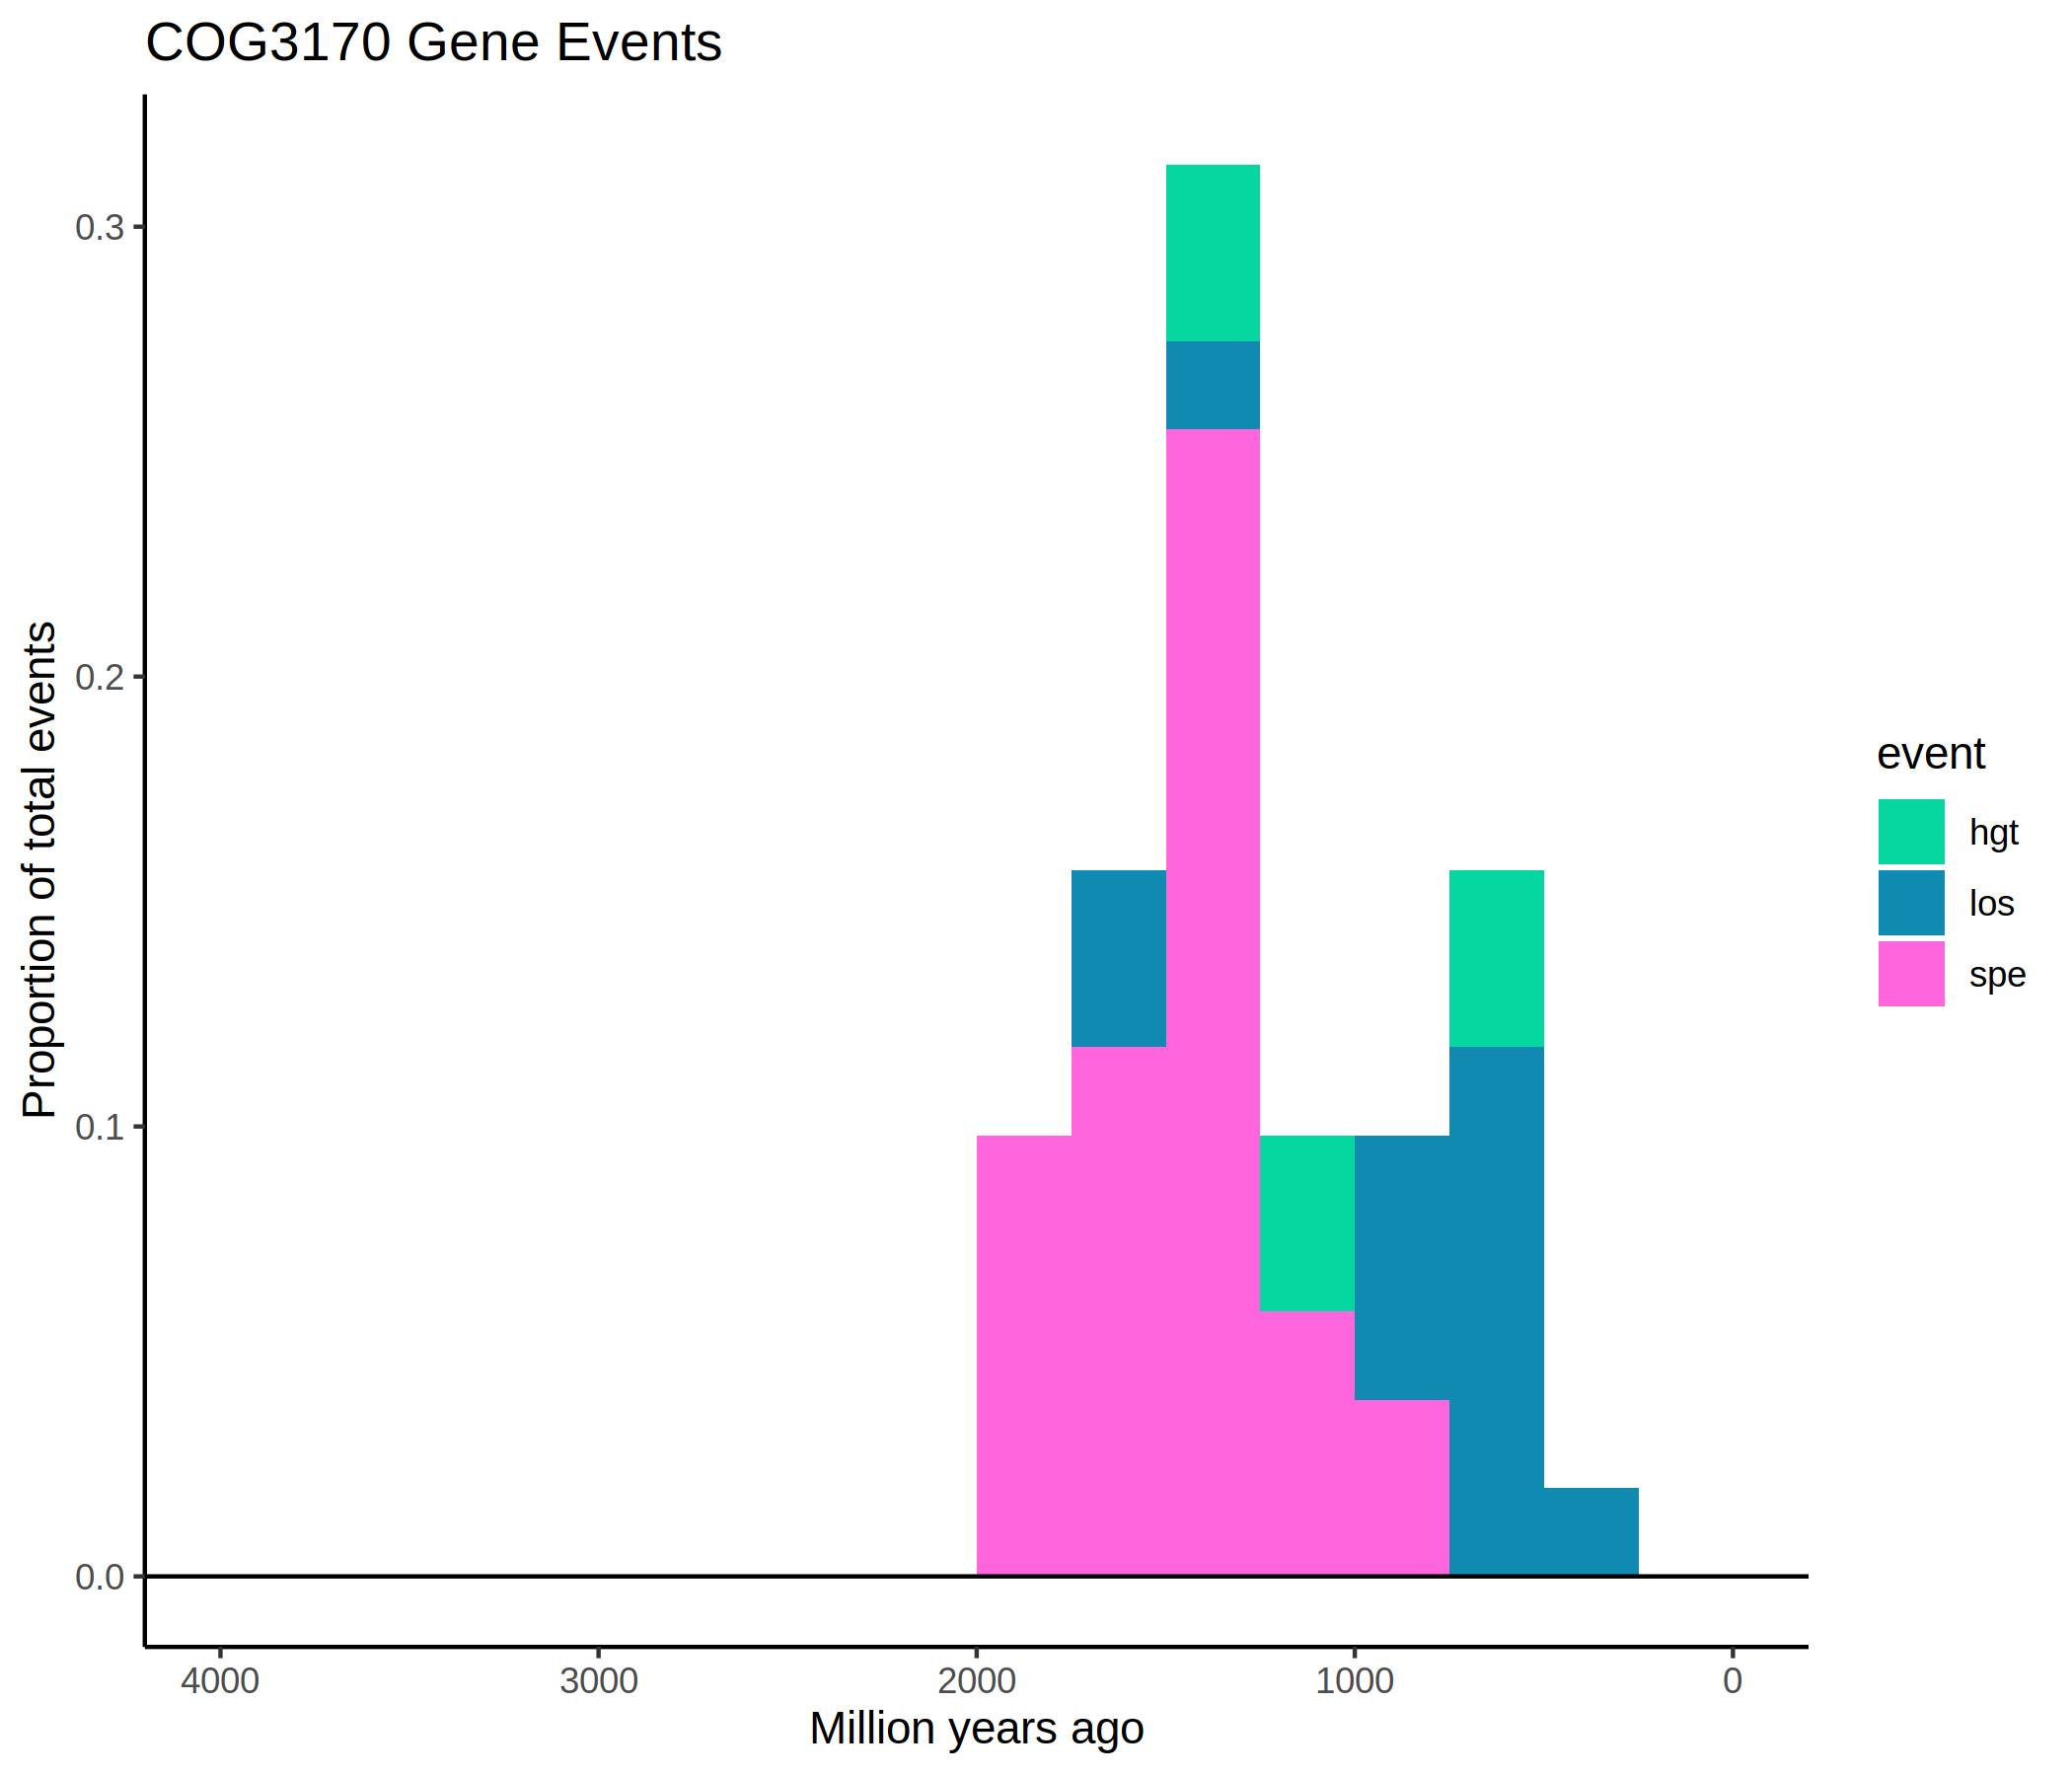 COG3170 Gene Events
Proportion of total events
0.3
0.2
0.1
0.0
4000 3000 2000 1000 0
Million years ago
event
hgt
los
spe